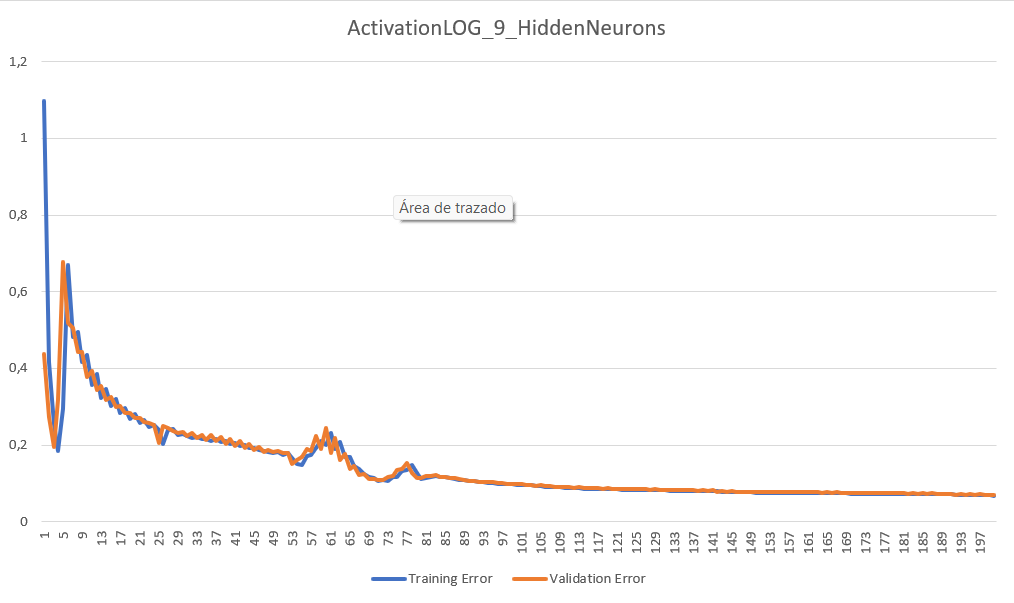 ActivationLOG_9_HiddenNeurons
1,2
1
0,8
Área de trazado
0,6
0,4
0,2
0
1 5 9 13 17 21 25 29 33 37 41 45 49 53 57 61 65 69 73 77 81 85 89 93 97 101 105 109 113 117 121 125 129 133 137 141 145 149 153 157 161 165 169 173 177 181 185 189 193 197
Training Error Validation Error